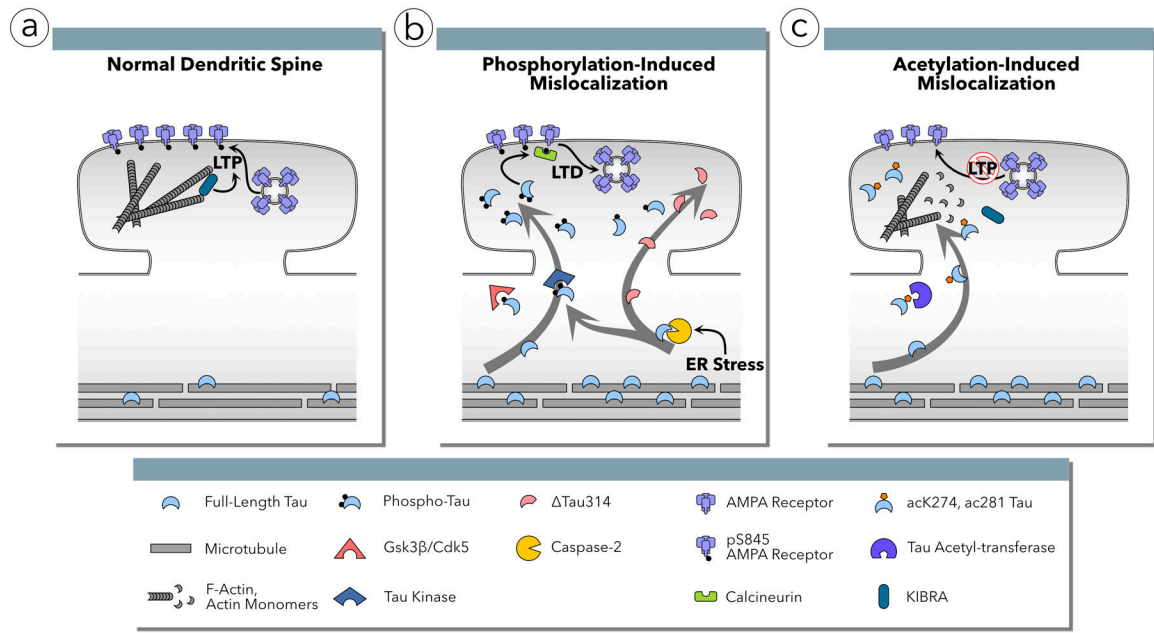 a
Normal Dendritic Spine
LTP
b
Phosphorylation-Induced
Mislocalization
LTD
ER Stress
c
Acetylation-Induced
Mislocalization
LTP
Full-Length Tau
Phospho-Tau
ΔTau314
AMPA Receptor
acK274, ac281 Tau
Microtubule
Gsk3β/Cdk5
Caspase-2
pS845
AMPA Receptor
Tau Acetyl-transferase
F-Actin,
Actin Monomers
Tau Kinase
Calcineurin
KIBRA